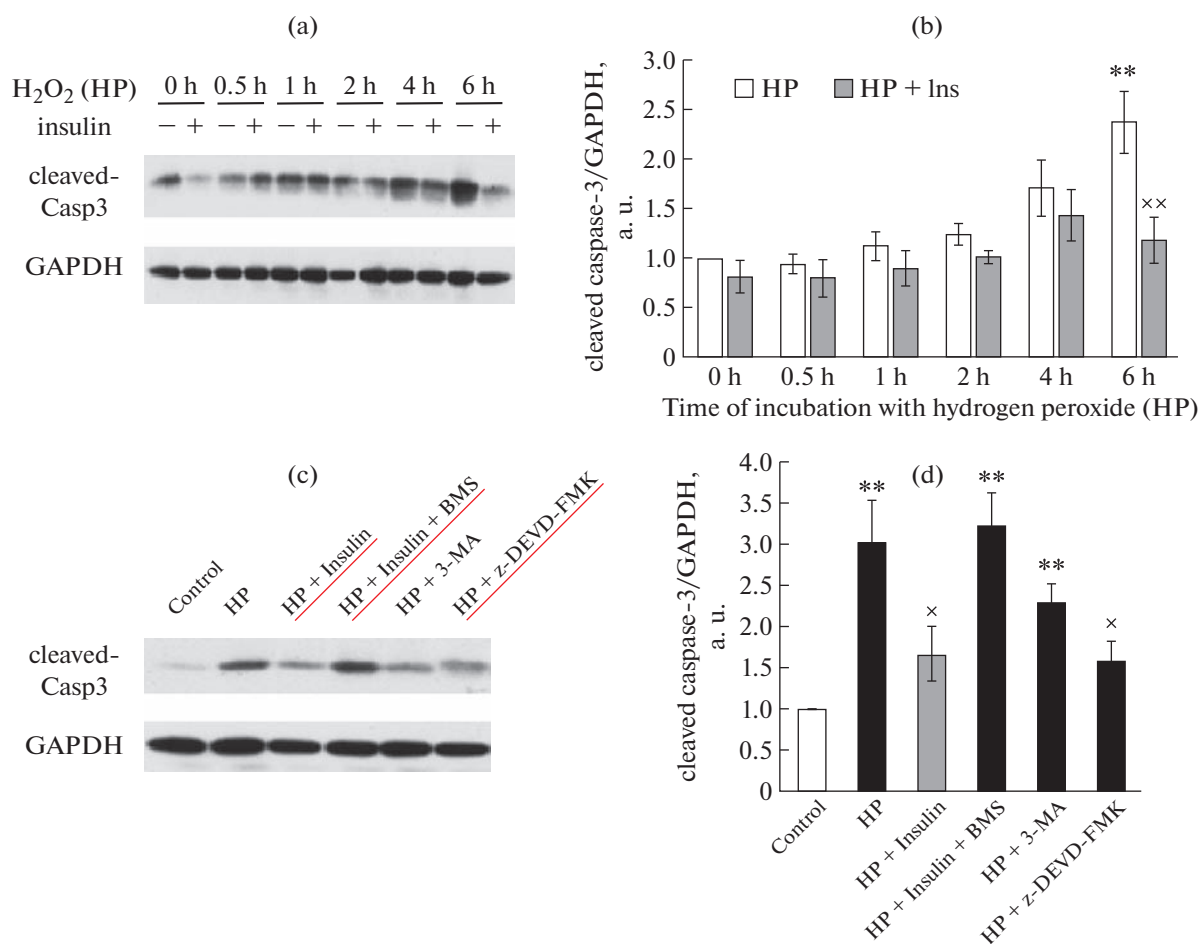 (a)
H₂O₂ (HP) 0 h 0.5 h 1 h 2 h 4 h 6 h
insulin − + − + − + − + − + − +
cleaved-
Casp3
GAPDH
(b)
cleaved caspase-3/GAPDH,
a. u.
HP HP + lns
**
××
3.0
2.5
2.0
1.5
1.0
0.5
0
0 h 0.5 h 1 h 2 h 4 h 6 h
Time of incubation with hydrogen peroxide (HP)
(c)
Control
HP
HP + Insulin
HP + Insulin + BMS
HP + 3-MA
HP + z-DEVD-FMK
cleaved-
Casp3
GAPDH
(d)
cleaved caspase-3/GAPDH,
a. u.
4.0
3.5
3.0
2.5
2.0
1.5
1.0
0.5
0
**
×
**
**
×
Control
HP
HP + Insulin
HP + Insulin + BMS
HP + 3-MA
HP + z-DEVD-FMK